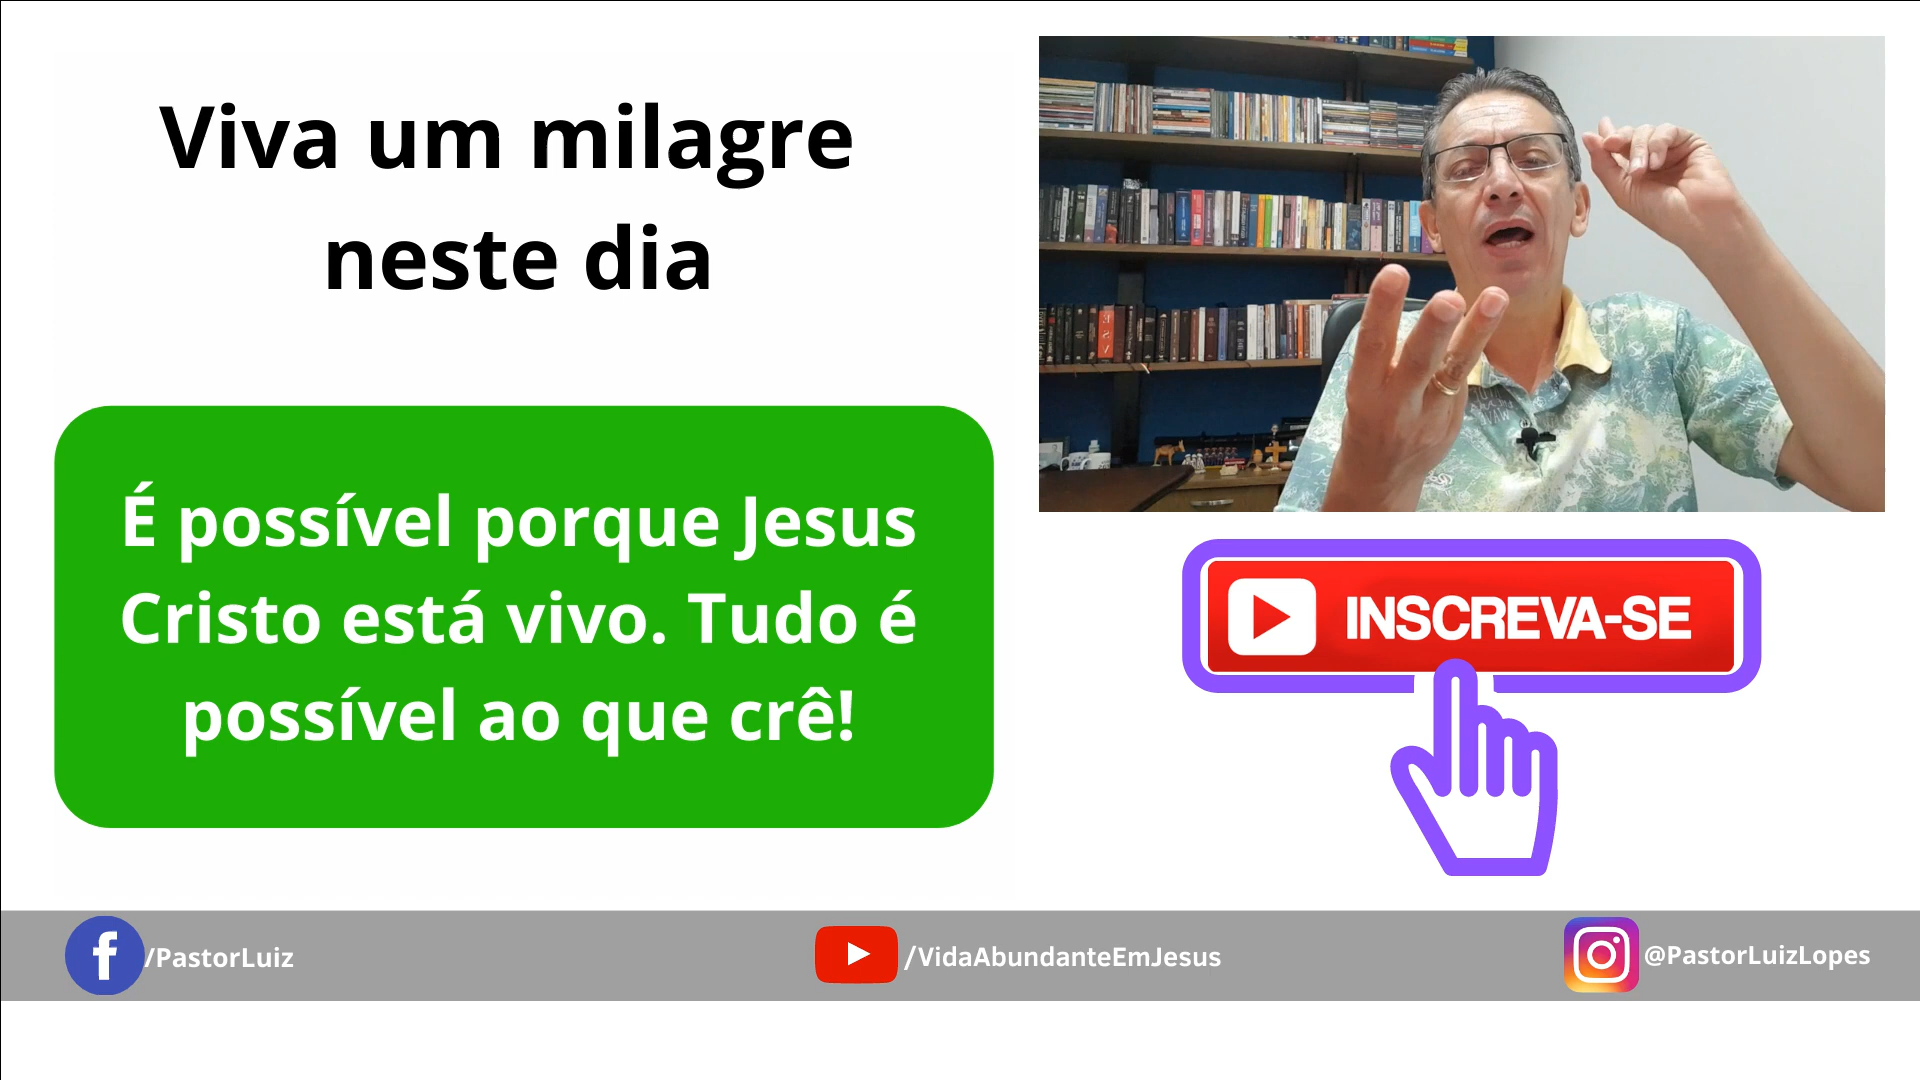 Viva um milagre
neste dia
É possível porque Jesus
Cristo está vivo. Tudo é
possível ao que crê!
INSCREVA-SE
/PastorLuiz
/VidaAbundanteEmJesus
@PastorLuizLopes